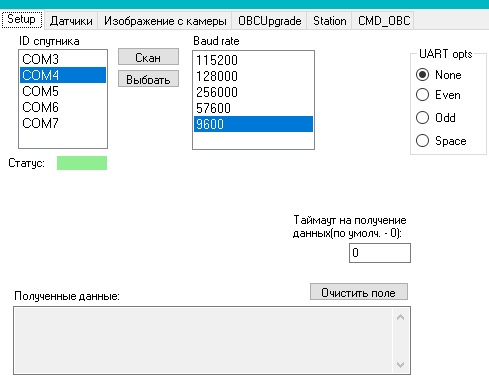 Setup Датчики Изображение с камеры OBCUpgrade Station CMD_OBC
ID спутника
COM3
COM4
COM5
COM6
COM7
Скан
Выбрать
Baud rate
115200
128000
256000
57600
9600
UART opts
None
Even
Odd
Space
Статус:
Таймаут на получение
данных(по умолч. - 0):
0
Полученные данные:
Очистить поле